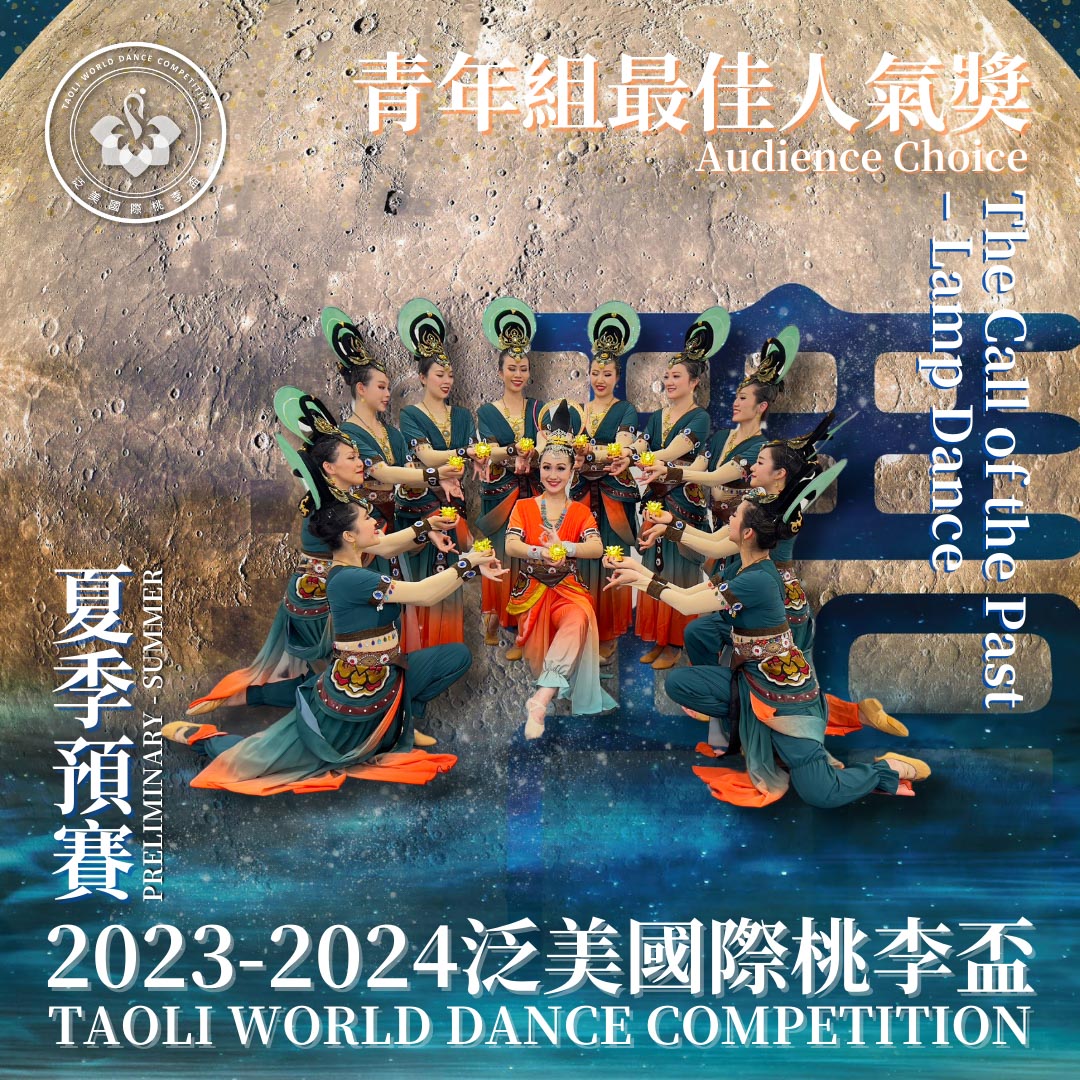 TAOLI WORLD DANCE COMPETITION
泛美國際桃李盃
青年組最佳人氣獎
Audience Choice
The Call of the Past
– Lamp Dance
夏季預賽
PRELIMINARY - SUMMER
2023-2024泛美國際桃李盃
TAOLI WORLD DANCE COMPETITION